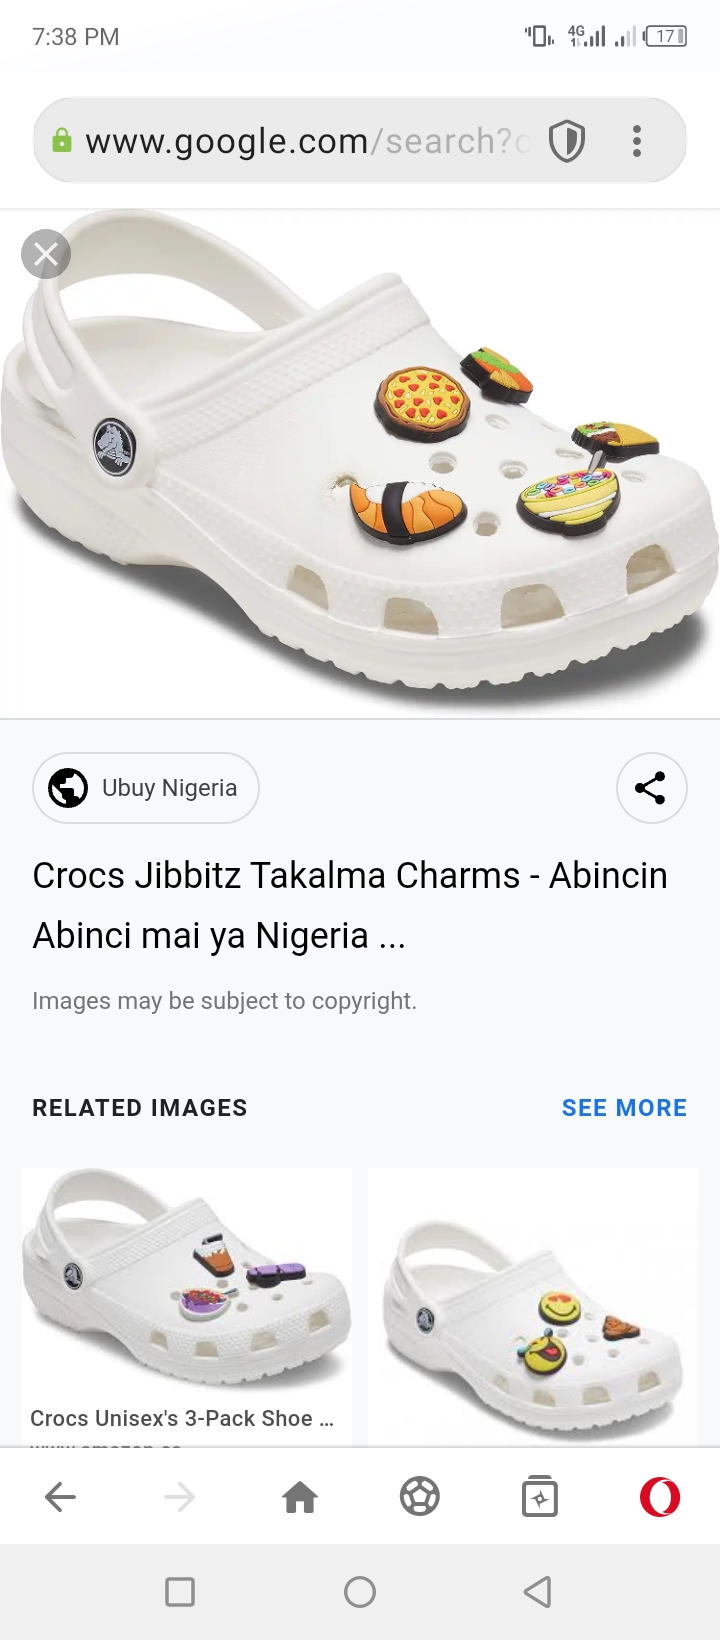 7:38 PM
4G
17
www.google.com/search?
Ubuy Nigeria
Crocs Jibbitz Takalma Charms - Abincin
Abinci mai ya Nigeria ...
Images may be subject to copyright.
RELATED IMAGES
SEE MORE
Crocs Unisex's 3-Pack Shoe ...